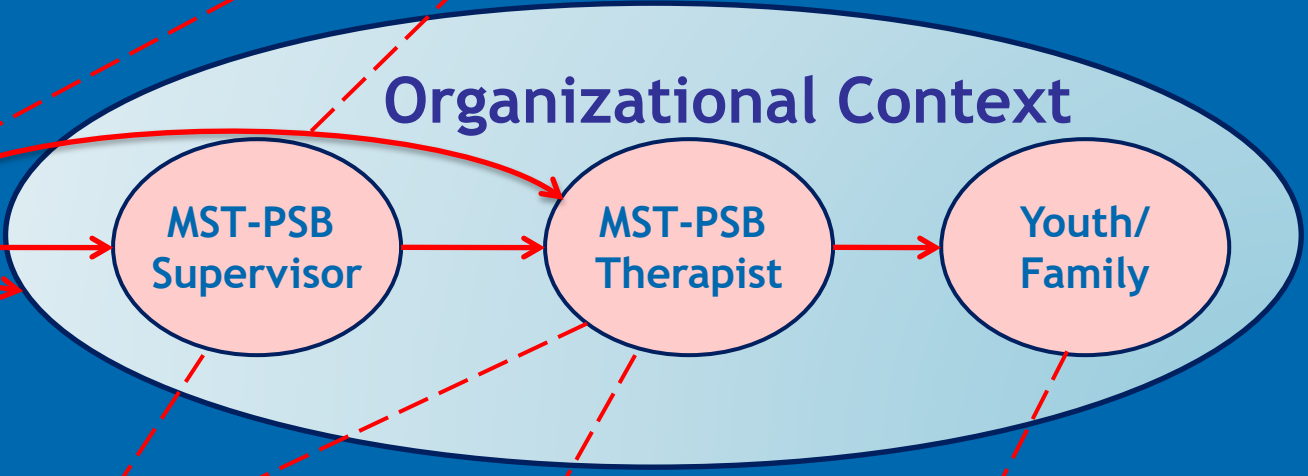 Organizational Context
MST-PSB
Supervisor
MST-PSB
Therapist
Youth/
Family